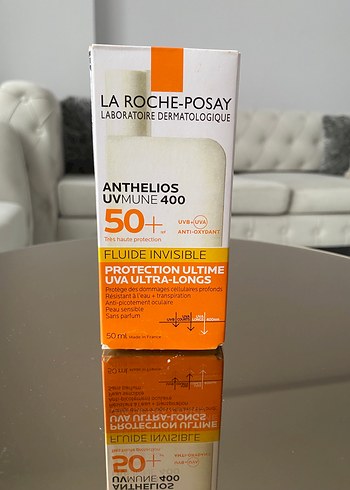 LA ROCHE-POSAY
LABORATOIRE DERMATOLOGIQUE
ANTHELIOS
UVMUNE 400
50+
Très haute protection
UVB+UVA
ANTI-OXYDANT
FLUIDE INVISIBLE
PROTECTION ULTIME
UVA ULTRA-LONGS
Protège des dommages cellulaires profonds
Résistant à l'eau + transpiration
Anti-picotement oculaire
Peau sensible
Sans parfum
50 ml Made in France